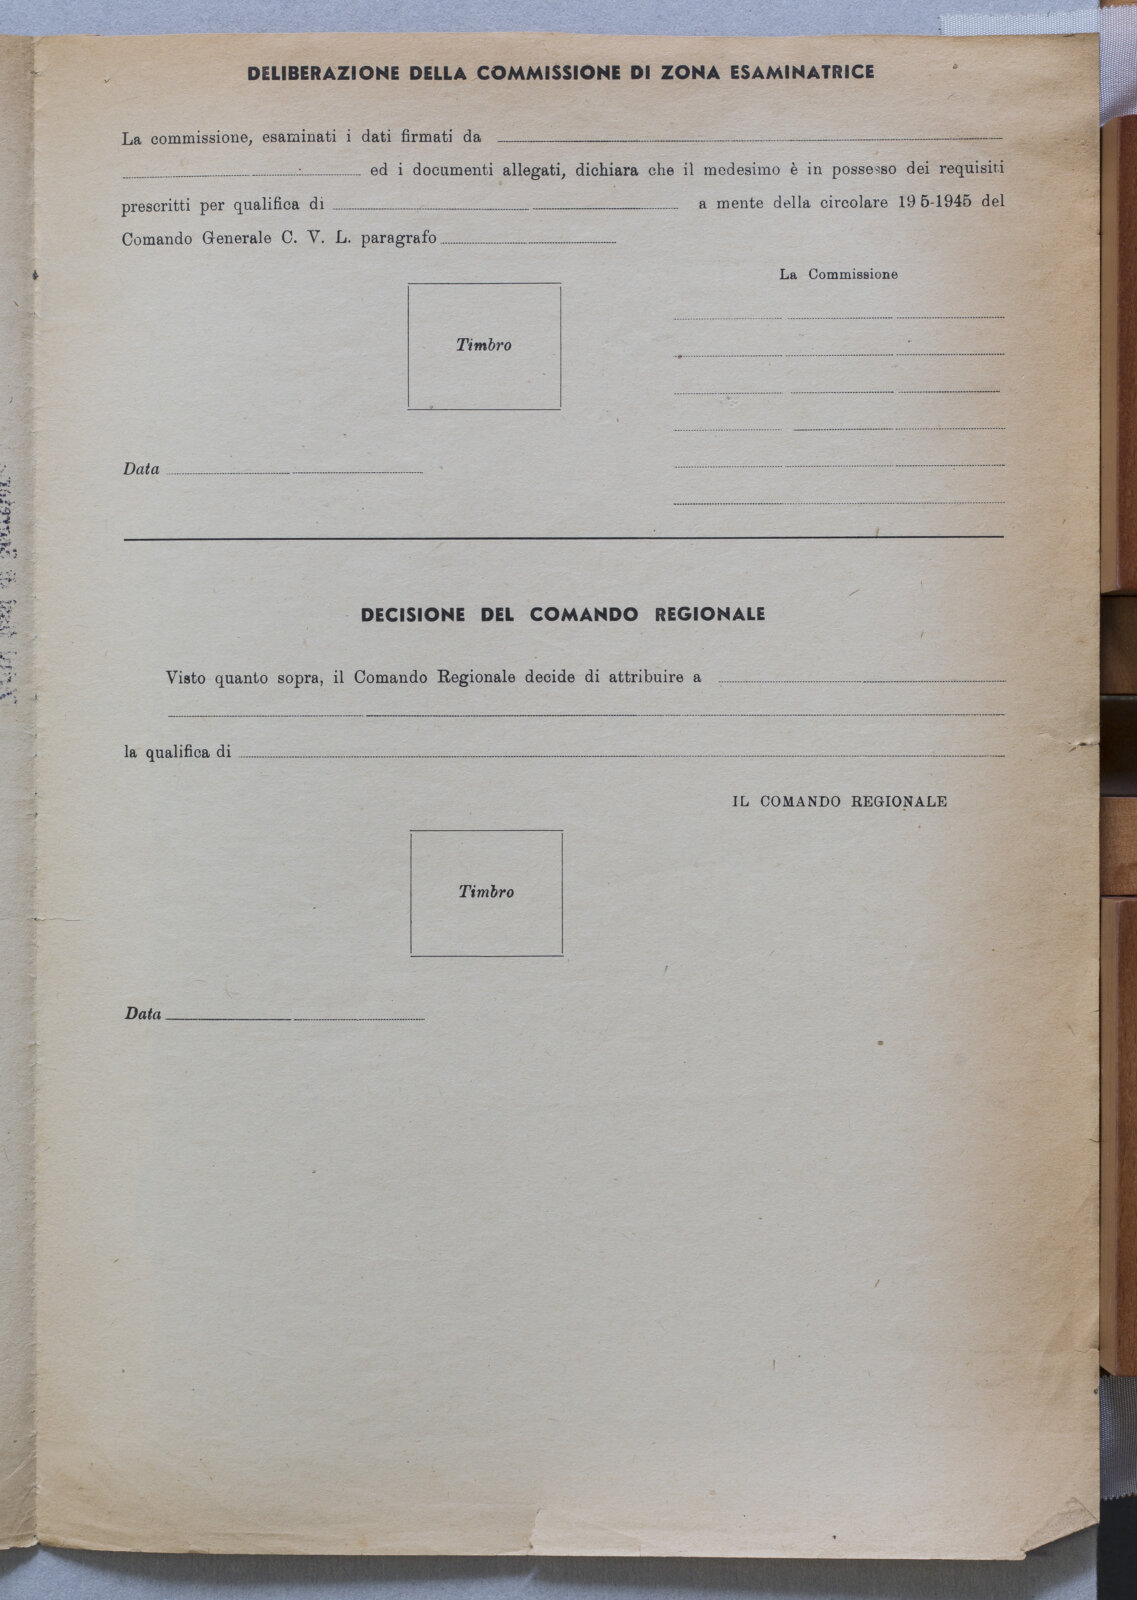 DELIBERAZIONE DELLA COMMISSIONE DI ZONA ESAMINATRICE
La commissione, esaminati i dati firmati da
ed i documenti allegati, dichiara che il medesimo è in possesso dei requisiti
prescritti per qualifica di a mente della circolare 19 5-1945 del
Comando Generale C. V. L. paragrafo
La Commissione
Timbro
Data
DECISIONE DEL COMANDO REGIONALE
Visto quanto sopra, il Comando Regionale decide di attribuire a
la qualifica di
IL COMANDO REGIONALE
Timbro
Data